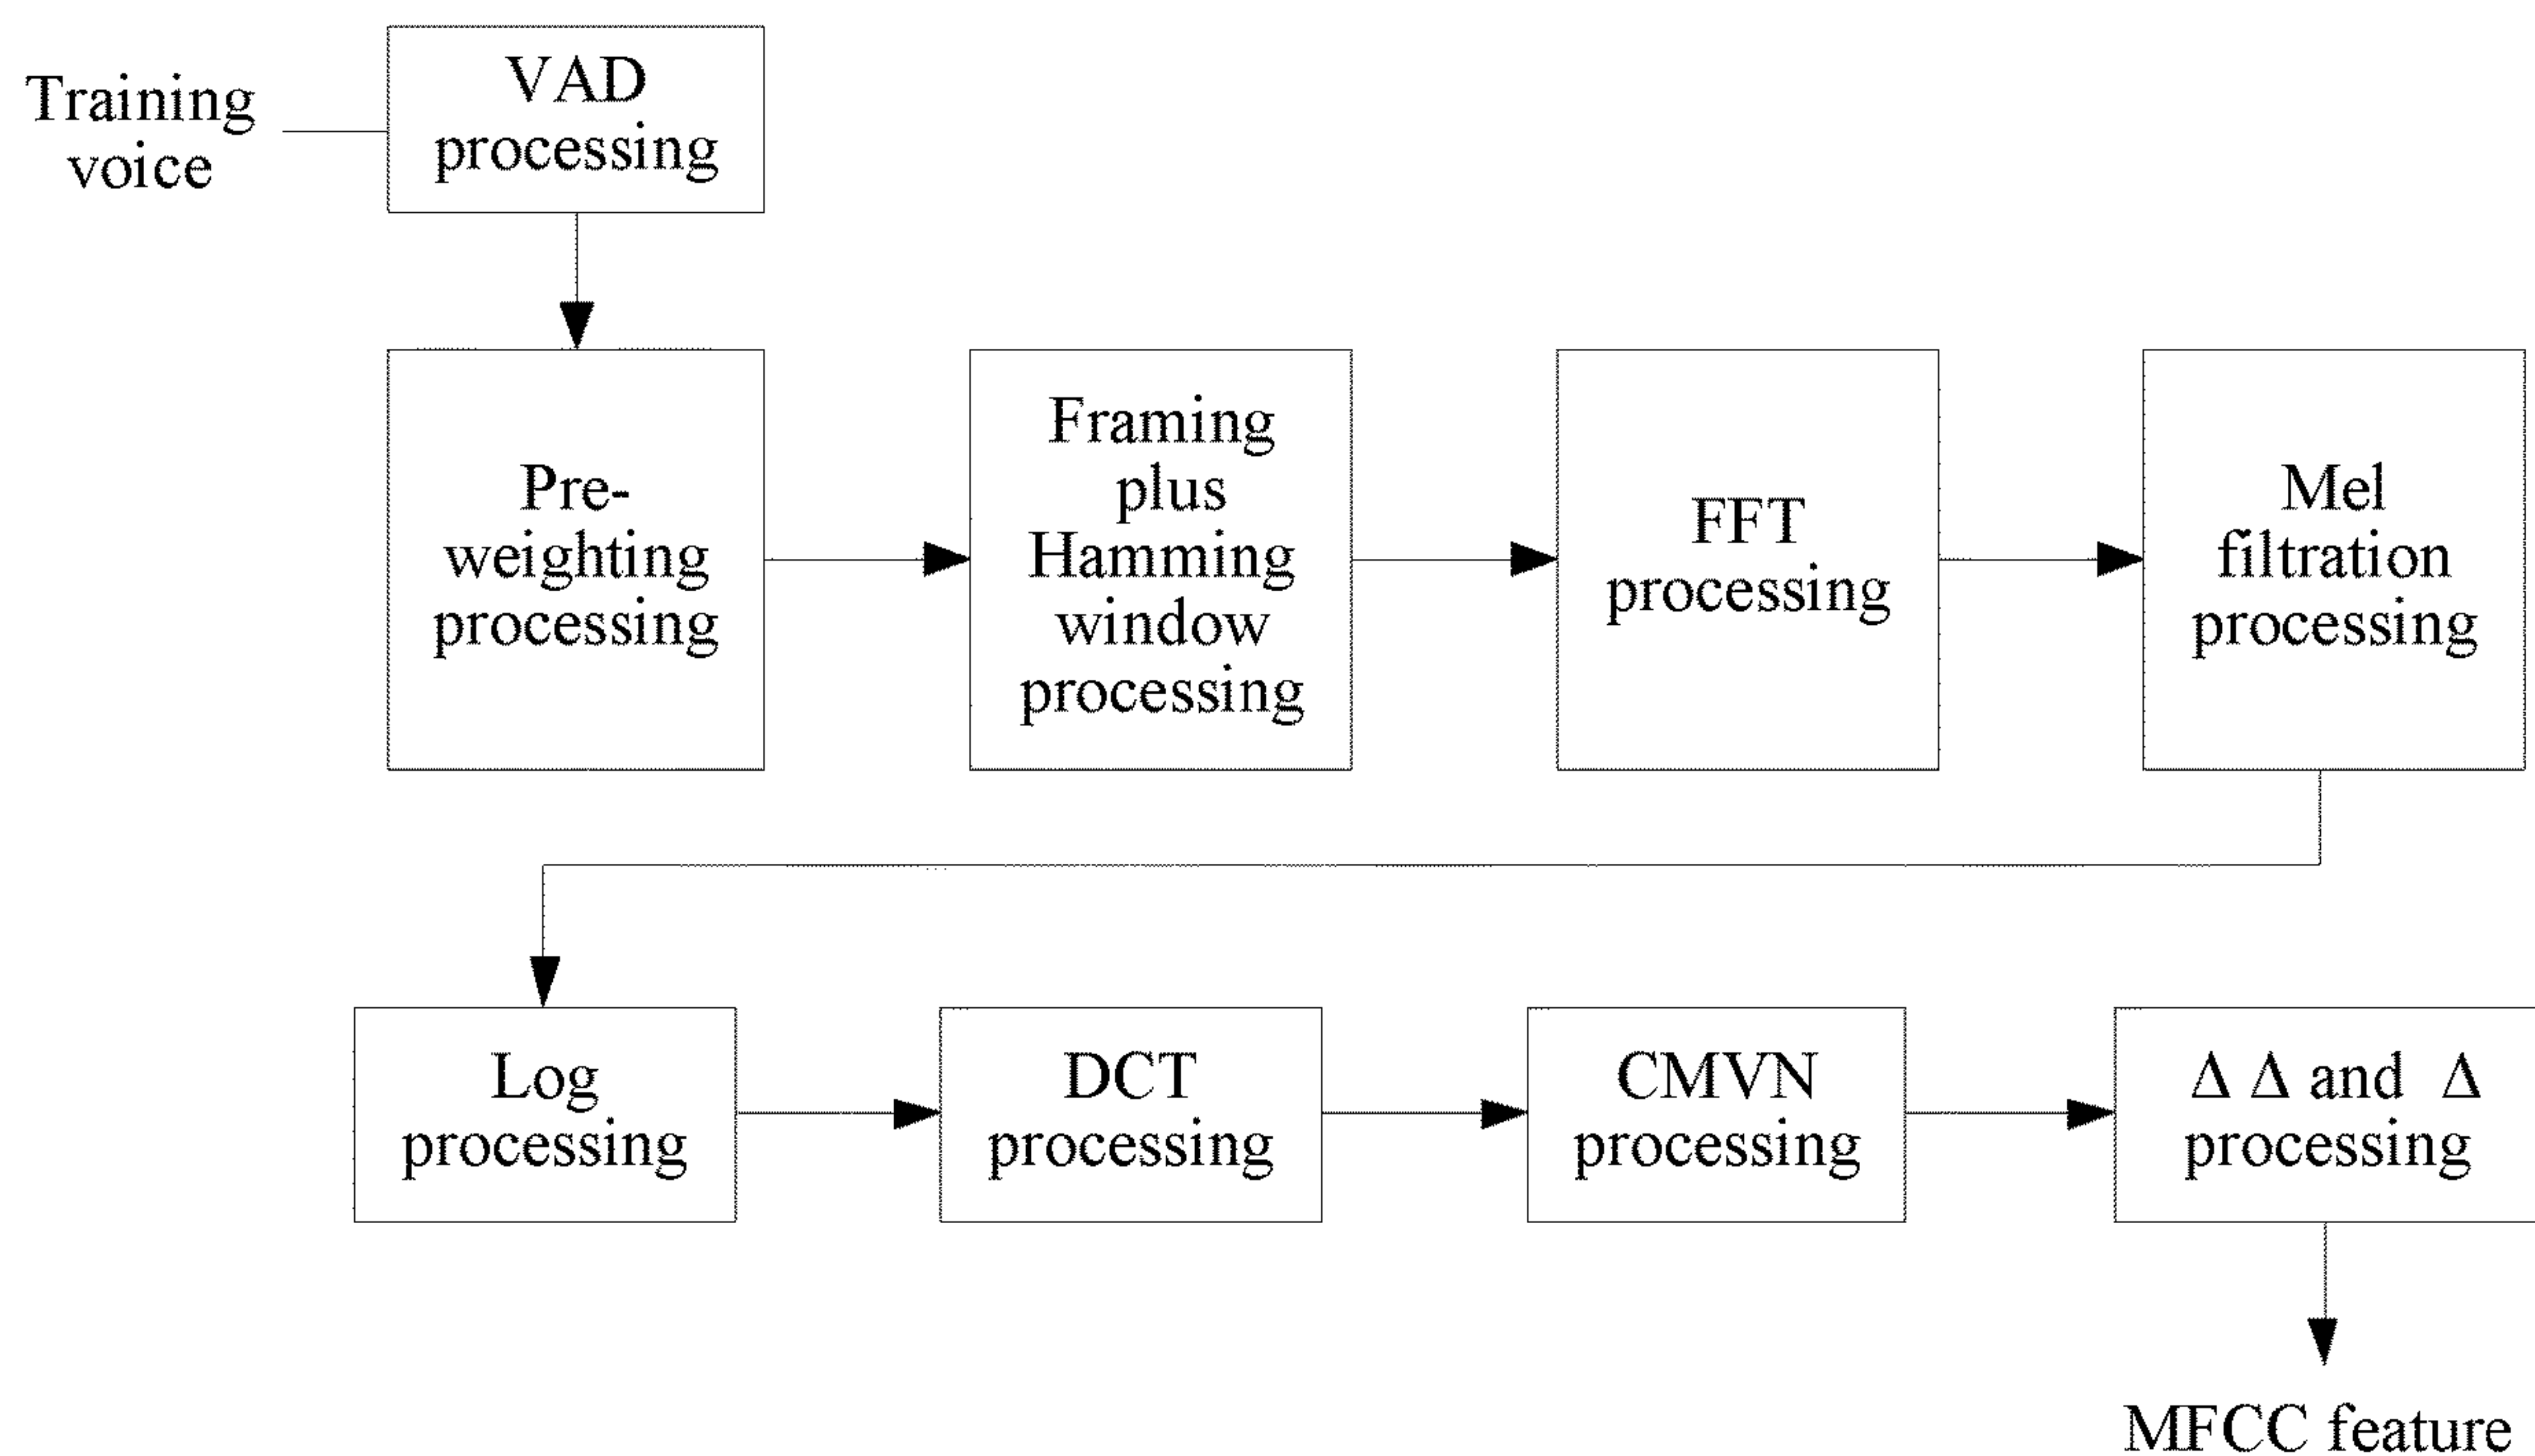 Training
voice
VAD
processing
Pre-
weighting
processing
Framing
plus
Hamming
window
processing
FFT
processing
Mel
filtration
processing
Log
processing
DCT
processing
CMVN
processing
Δ Δ and Δ
processing
MFCC feature